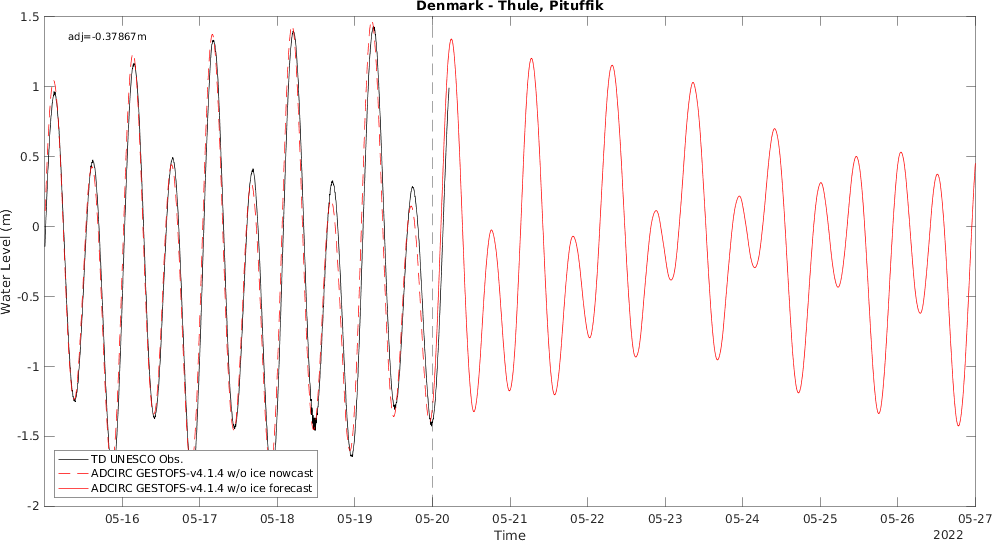 Denmark - Thule, Pituffik
adj=-0.37867m
1.5
1
0.5
0
-0.5
-1
-1.5
-2
Water Level (m)
TD UNESCO Obs.
ADCIRC GESTOFS-v4.1.4 w/o ice nowcast
ADCIRC GESTOFS-v4.1.4 w/o ice forecast
05-16 05-17 05-18 05-19 05-20 05-21 05-22 05-23 05-24 05-25 05-26 05-27
Time
2022